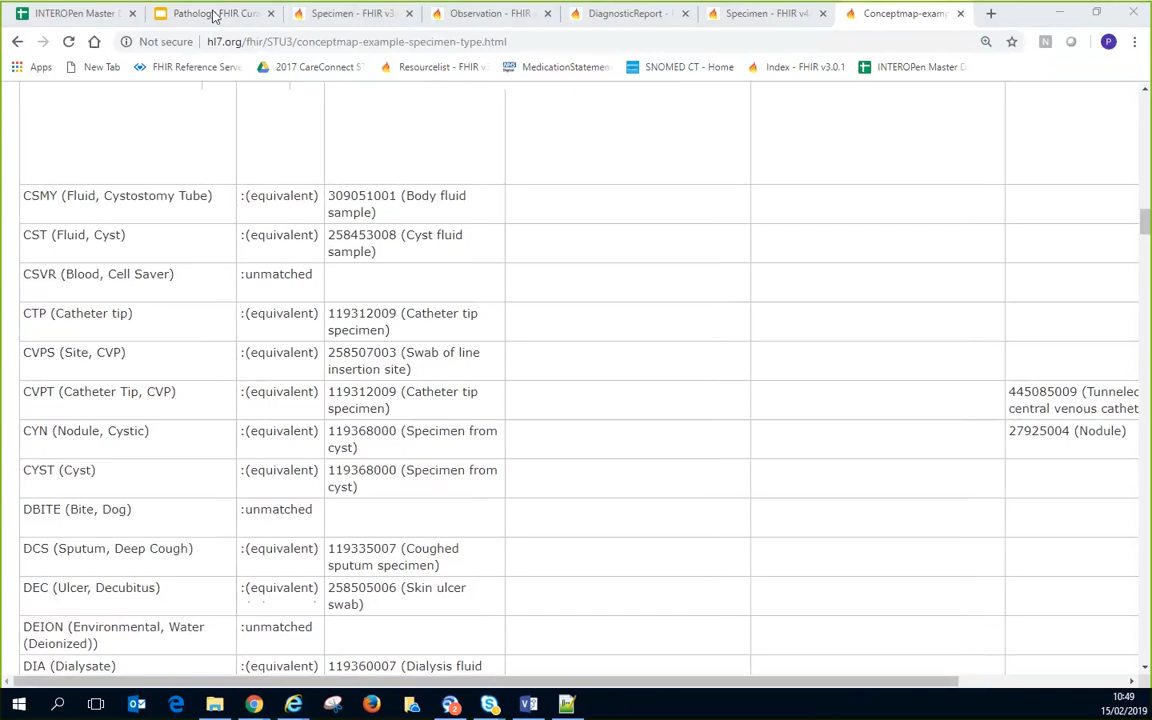 INTEROPen Master D
Pathology FHIR Cura
Specimen - FHIR v3.
Observation - FHIR v
DiagnosticReport -
Specimen - FHIR v4
Conceptmap-examp
Not secure
hl7.org/fhir/STU3/conceptmap-example-specimen-type.html
N
P
Apps
New Tab
FHIR Reference Serve
2017 CareConnect ST
Resourcelist - FHIR v
MedicationStatemen
SNOMED CT - Home
Index - FHIR v3.0.1
INTEROPen Master D
CSMY (Fluid, Cystostomy Tube) :(equivalent) 309051001 (Body fluid
sample)
CST (Fluid, Cyst) :(equivalent) 258453008 (Cyst fluid
sample)
CSVR (Blood, Cell Saver) :unmatched
CTP (Catheter tip) :(equivalent) 119312009 (Catheter tip
specimen)
CVPS (Site, CVP) :(equivalent) 258507003 (Swab of line
insertion site)
CVPT (Catheter Tip, CVP) :(equivalent) 119312009 (Catheter tip 445085009 (Tunneled
specimen) central venous cathet
CYN (Nodule, Cystic) :(equivalent) 119368000 (Specimen from 27925004 (Nodule)
cyst)
CYST (Cyst) :(equivalent) 119368000 (Specimen from
cyst)
DBITE (Bite, Dog) :unmatched
DCS (Sputum, Deep Cough) :(equivalent) 119335007 (Coughed
sputum specimen)
DEC (Ulcer, Decubitus) :(equivalent) 258505006 (Skin ulcer
swab)
DEION (Environmental, Water :unmatched
(Deionized))
DIA (Dialysate) :(equivalent) 119360007 (Dialysis fluid
10:49
15/02/2019